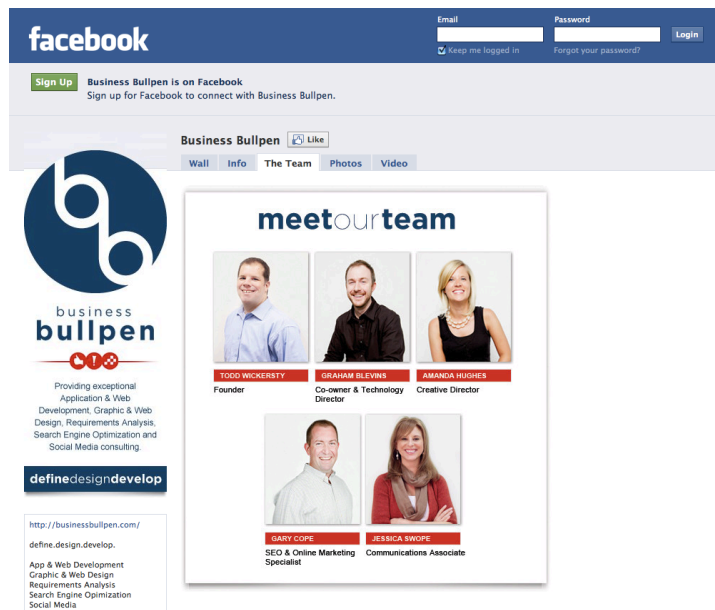 facebook
Email
Password
Login
Keep me logged in
Forgot your password?
Sign Up
Business Bullpen is on Facebook
Sign up for Facebook to connect with Business Bullpen.
Business Bullpen
Like
Wall
Info
The Team
Photos
Video
bb
business
bullpen
Providing exceptional
Application & Web
Development, Graphic & Web
Design, Requirements Analysis,
Search Engine Optimization and
Social Media consulting.
definedesigndevelop
http://businessbullpen.com/
define.design.develop.
App & Web Development
Graphic & Web Design
Requirements Analysis
Search Engine Opimization
Social Media
meetourteam
TODD WICKERSTY
Founder
GRAHAM BLEVINS
Co-owner & Technology
Director
AMANDA HUGHES
Creative Director
GARY COPE
SEO & Online Marketing
Specialist
JESSICA SWOPE
Communications Associate